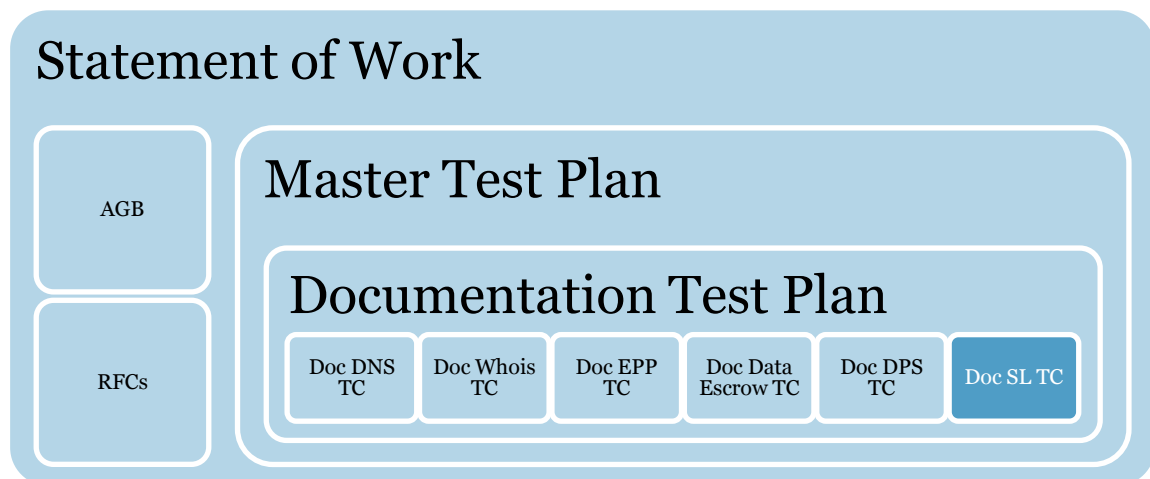 Statement of Work
AGB
RFCs
Master Test Plan
Documentation Test Plan
Doc DNS
TC
Doc Whois
TC
Doc EPP
TC
Doc Data
Escrow TC
Doc DPS
TC
Doc SL TC